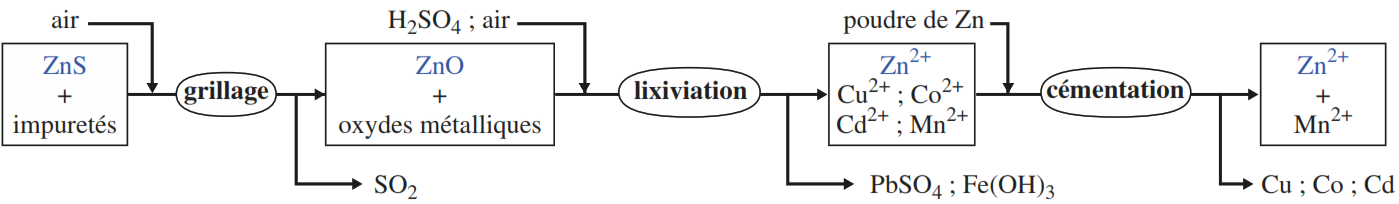 air
H₂SO₄ ; air
poudre de Zn
ZnS
+
impuretés
grillage
ZnO
+
oxydes métalliques
lixiviation
Zn²⁺
Cu²⁺ ; Co²⁺
Cd²⁺ ; Mn²⁺
cémentation
Zn²⁺
+
Mn²⁺
SO₂
PbSO₄ ; Fe(OH)₃
Cu ; Co ; Cd